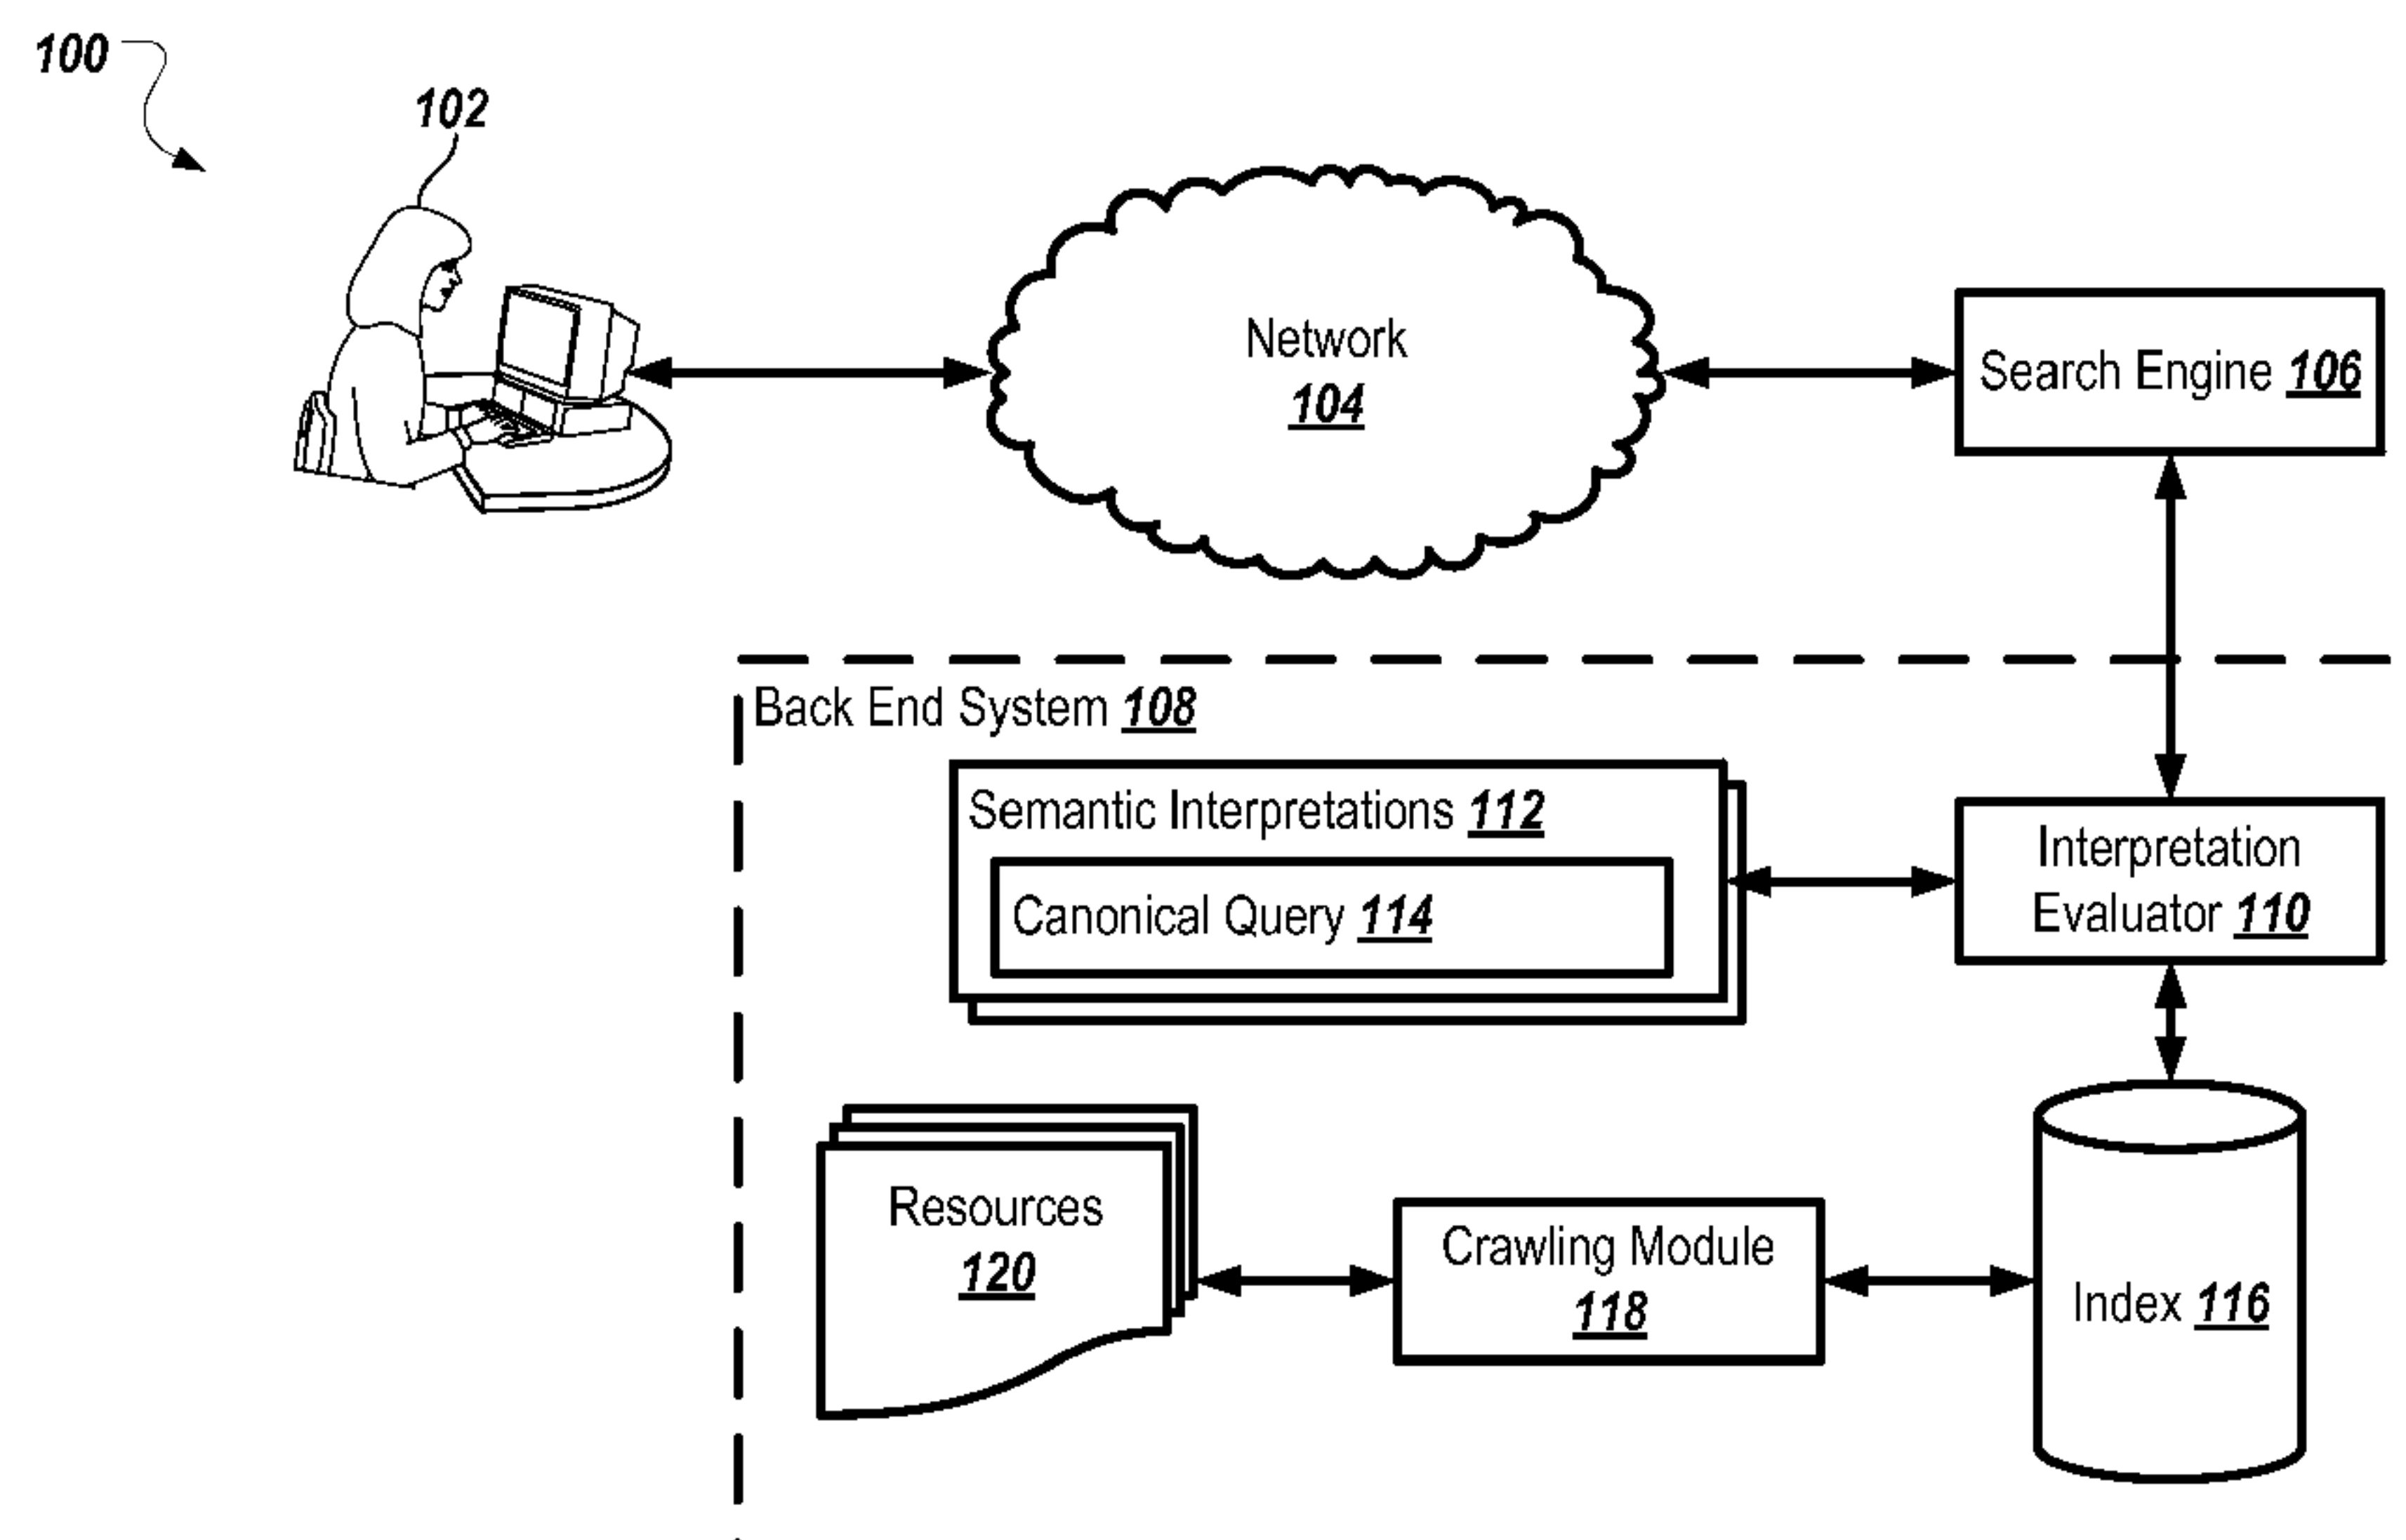 100
102
Network
104
Search Engine 106
Back End System 108
Semantic Interpretations 112
Canonical Query 114
Interpretation
Evaluator 110
Resources
120
Crawling Module
118
Index 116